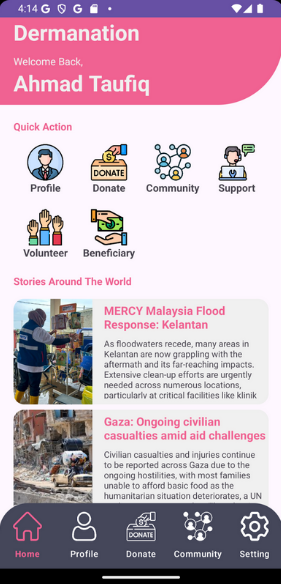 4:14
Dermanation
Welcome Back,
Ahmad Taufiq
Quick Action
Profile
Donate
Community
Support
DONATE
Volunteer
Beneficiary
Stories Around The World
MERCY Malaysia Flood
Response: Kelantan
As floodwaters recede, many areas in
Kelantan are now grappling with the
aftermath and its far-reaching impacts.
Extensive clean-up efforts are urgently
needed across numerous locations,
particularly at critical facilities like klinik
Gaza: Ongoing civilian
casualties amid aid challenges
Civilian casualties and injuries continue
to be reported across Gaza due to the
ongoing hostilities, with most families
unable to afford basic food as the
humanitarian situation deteriorates, a UN
DONATE
Home
Profile
Donate
Community
Setting